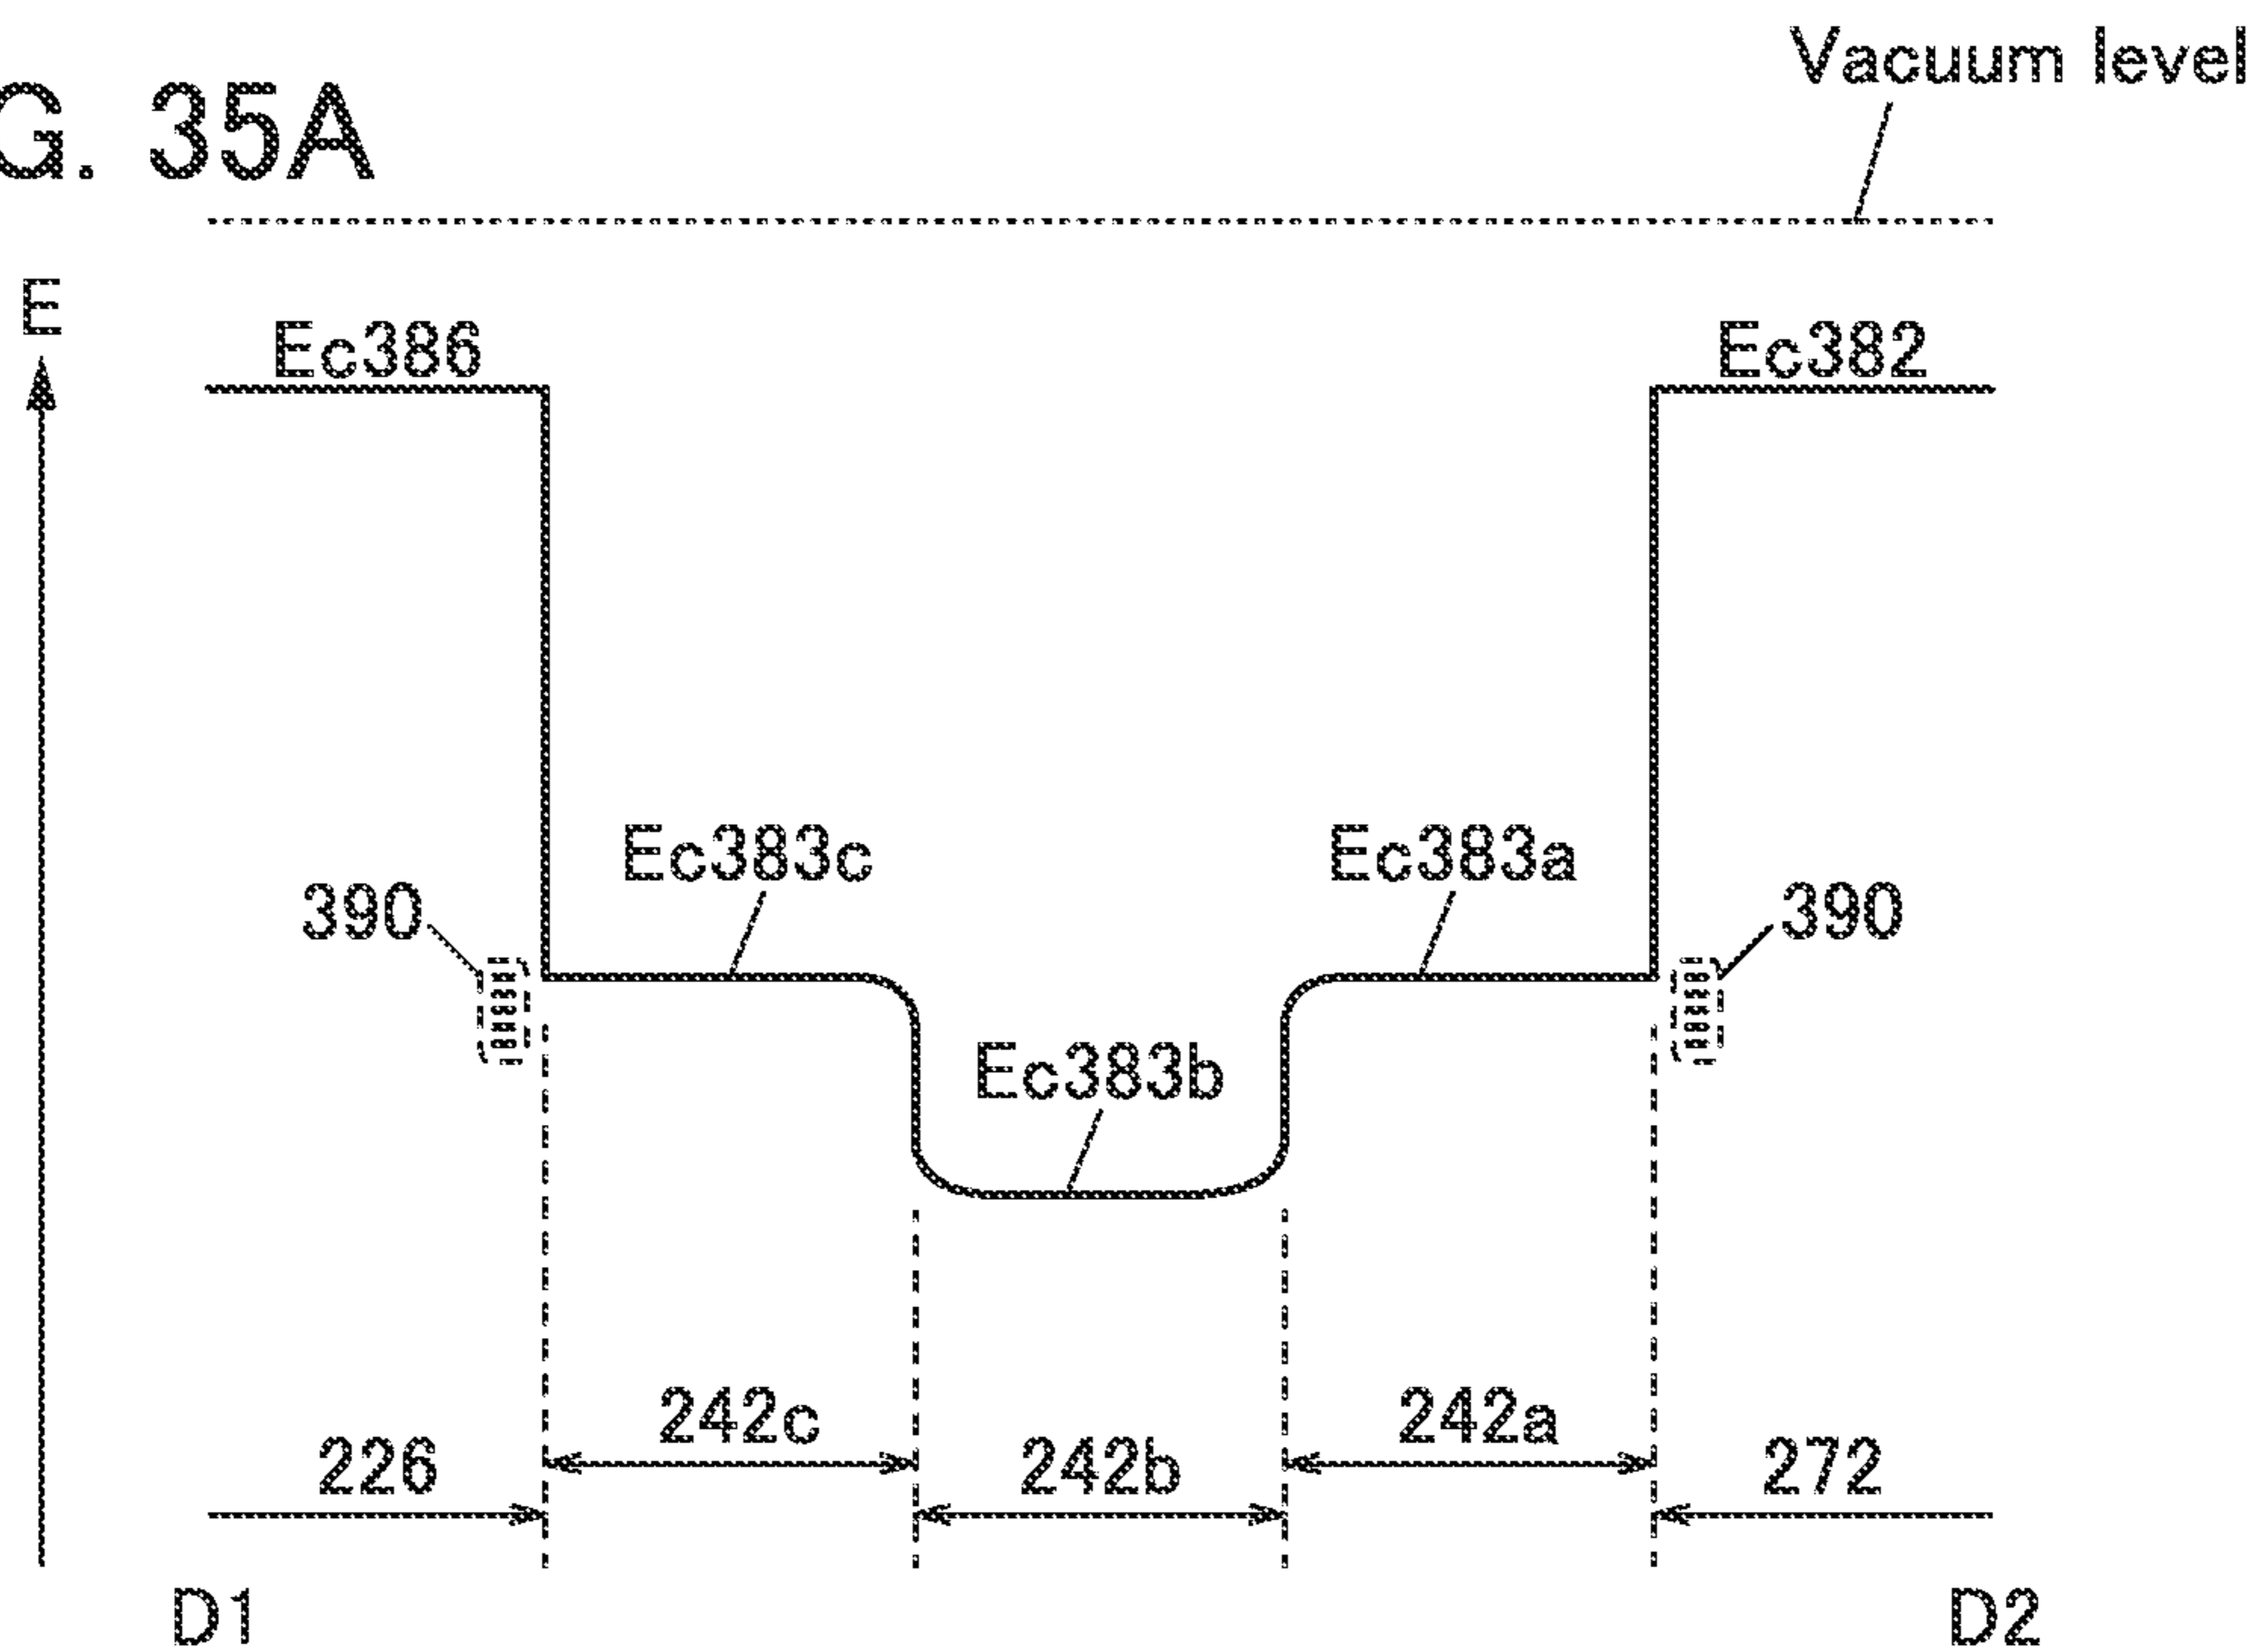 G. 35A
Vacuum level
E
Ec386
Ec382
Ec383c
Ec383a
390
390
Ec383b
242c
242a
226
242b
272
D1
D2